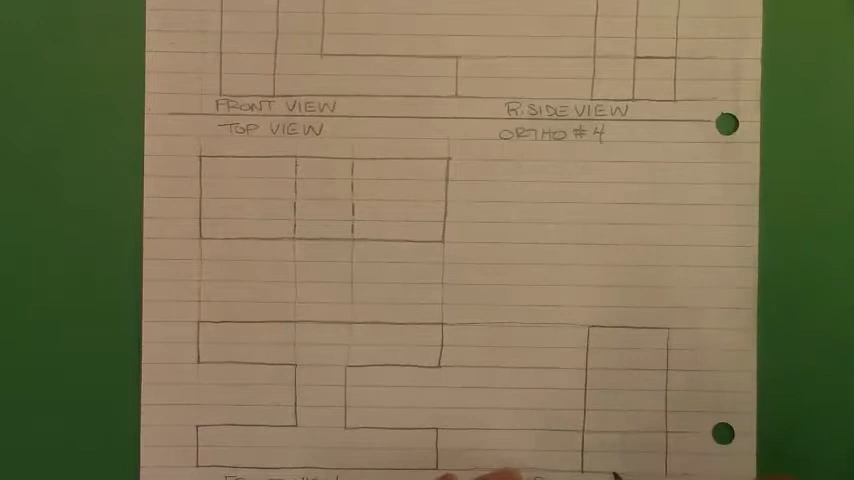 FRONT VIEW
R. SIDE VIEW
TOP VIEW
ORTHO #4